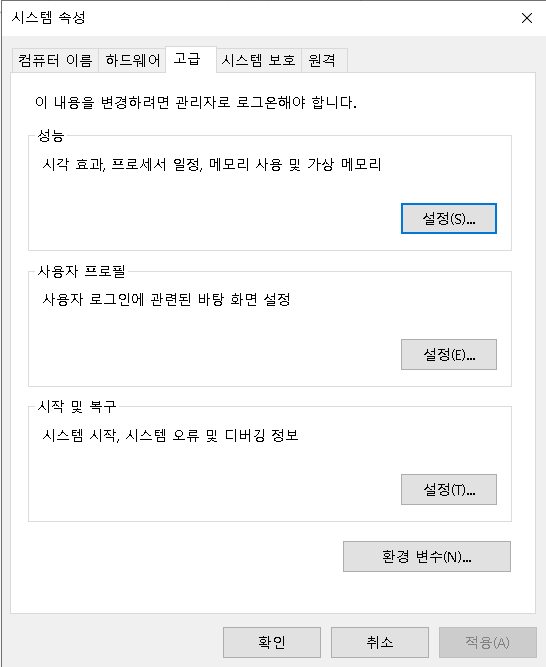 시스템 속성
컴퓨터 이름 하드웨어 고급 시스템 보호 원격
이 내용을 변경하려면 관리자로 로그온해야 합니다.
성능
시각 효과, 프로세서 일정, 메모리 사용 및 가상 메모리
설정(S)...
사용자 프로필
사용자 로그인에 관련된 바탕 화면 설정
설정(E)...
시작 및 복구
시스템 시작, 시스템 오류 및 디버깅 정보
설정(T)...
환경 변수(N)...
확인 취소 적용(A)